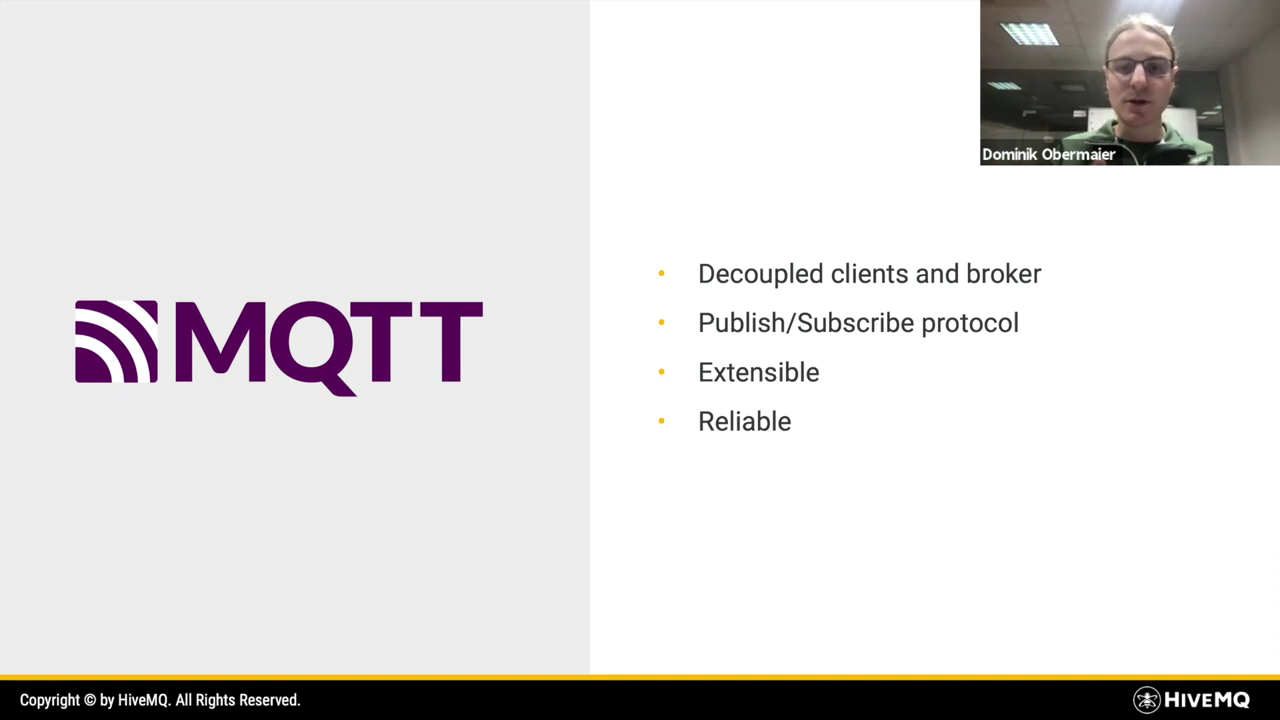 Dominik Obermaier
MQTT
Decoupled clients and broker
Publish/Subscribe protocol
Extensible
Reliable
Copyright © by HiveMQ. All Rights Reserved.
HIVEMQ